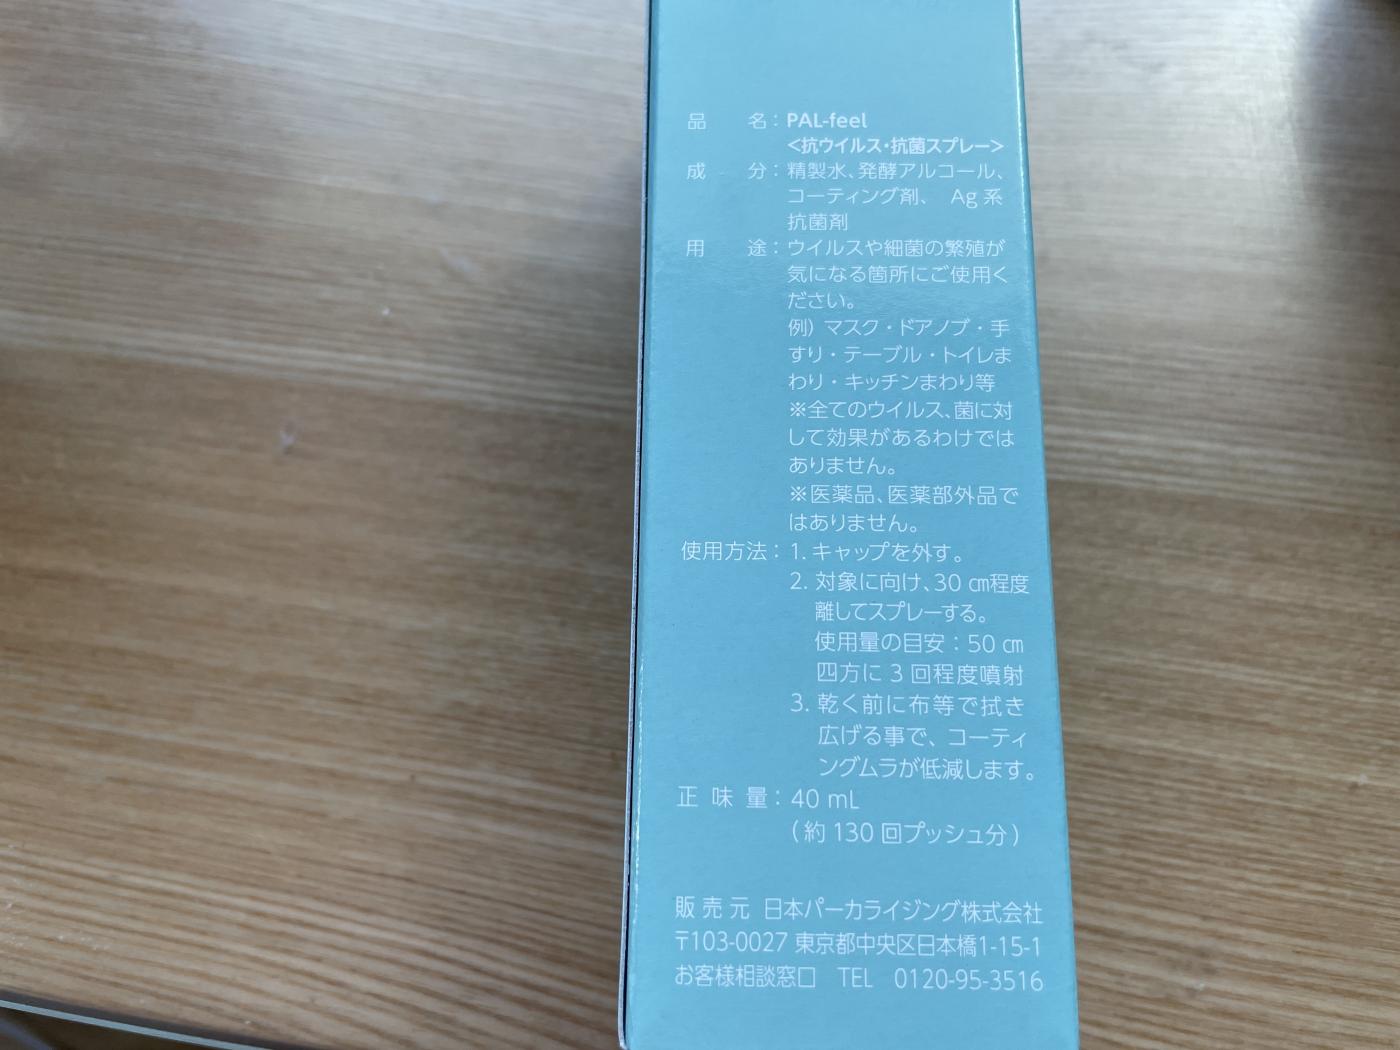 品　名：PAL-feel
<抗ウイルス・抗菌スプレー>
成　分：精製水、発酵アルコール、
コーティング剤、 Ag 系
抗菌剤
用　途：ウイルスや細菌の繁殖が
気になる箇所にご使用く
ださい。
例）マスク・ドアノブ・手
すり・テーブル・トイレま
わり・キッチンまわり等
※全てのウイルス、菌に対
して効果があるわけでは
ありません。
※医薬品、医薬部外品で
はありません。
使用方法：1. キャップを外す。
2. 対象に向け、30 ㎝程度
離してスプレーする。
使用量の目安：50 ㎝
四方に 3 回程度噴射
3. 乾く前に布等で拭き
広げる事で、コーティ
ングムラが低減します。
正 味 量：40 mL
（約 130 回プッシュ分）
販 売 元 日本パーカライジング株式会社
〒103-0027 東京都中央区日本橋1-15-1
お客様相談窓口 TEL 0120-95-3516